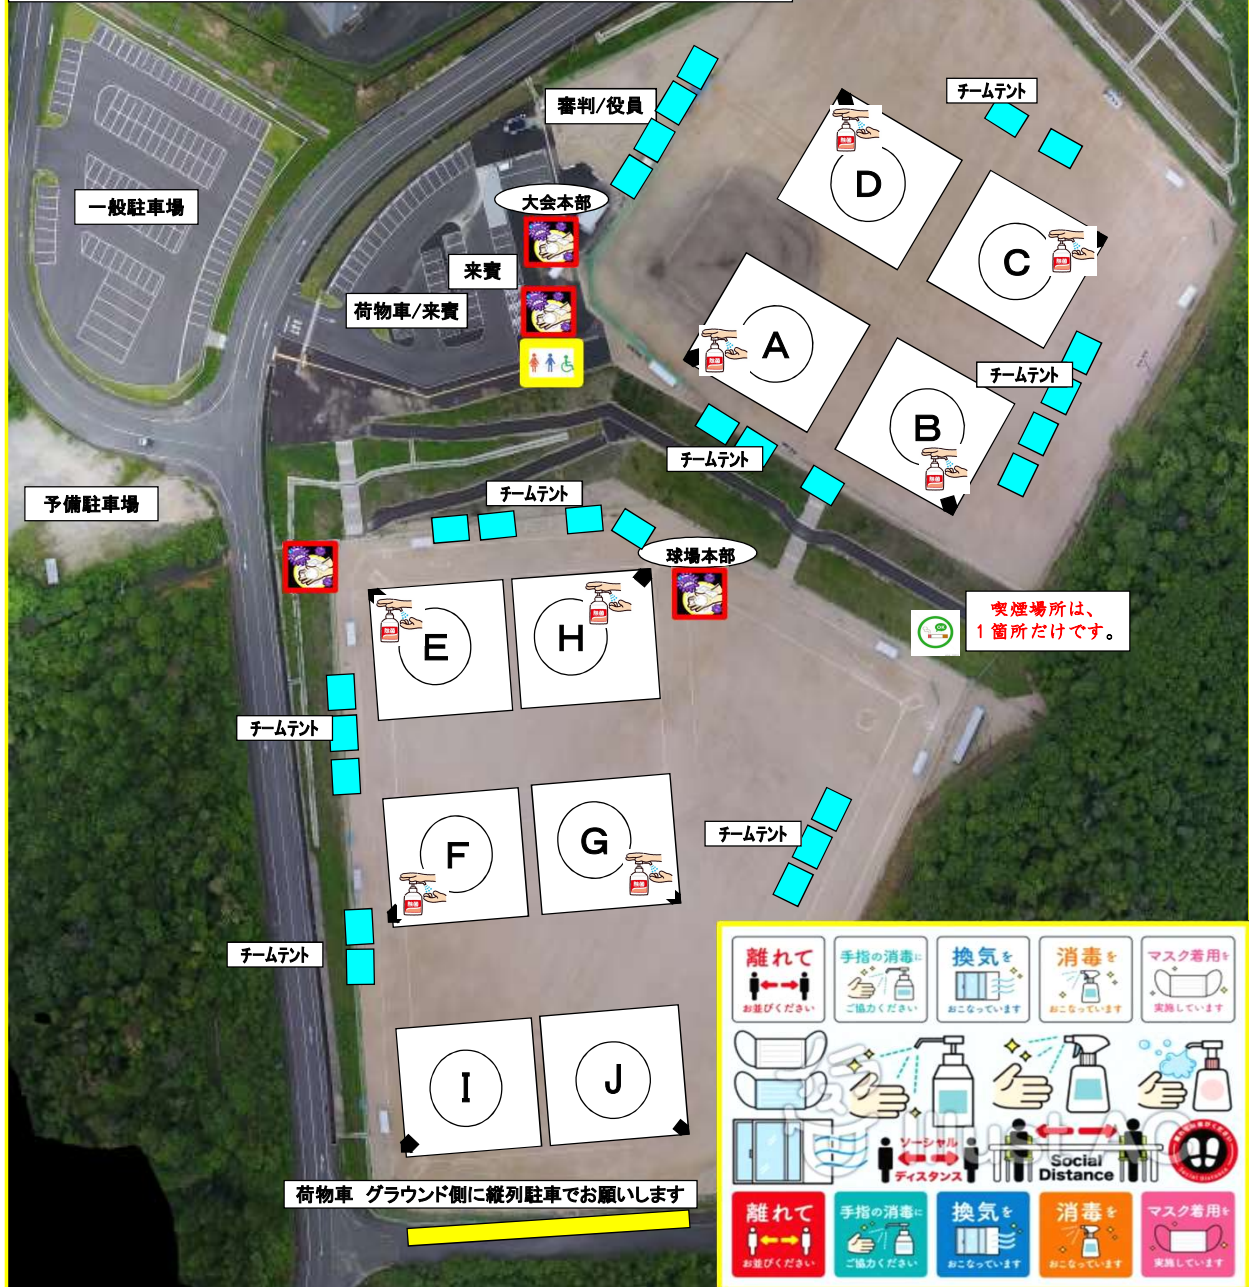 審判/役員
チームテント
D
一般駐車場
大会本部
C
来賓
荷物車/来賓
A
チームテント
B
チームテント
予備駐車場
チームテント
球場本部
喫煙場所は、
1箇所だけです。
E
H
チームテント
F
G
チームテント
チームテント
I
J
荷物車 グラウンド側に縦列駐車でお願いします
離れて
お並びください
手指の消毒に
ご協力ください
換気を
おこなっています
消毒を
おこなっています
マスク着用を
実施しています
ソーシャル
ディスタンス
Social
Distance
離れて
お並びください
手指の消毒に
ご協力ください
換気を
おこなっています
消毒を
おこなっています
マスク着用を
実施しています